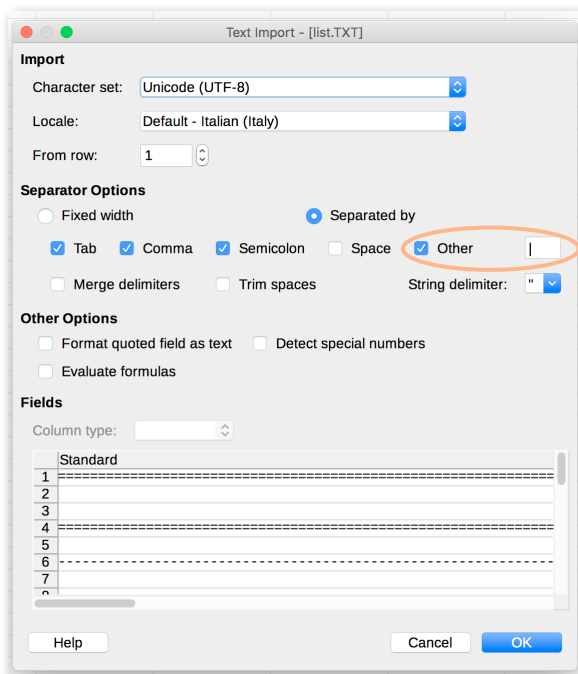 Text Import - [list.TXT]
Import
Character set: Unicode (UTF-8)
Locale: Default - Italian (Italy)
From row: 1
Separator Options
Fixed width Separated by
Tab Comma Semicolon Space Other |
Merge delimiters Trim spaces String delimiter: "
Other Options
Format quoted field as text Detect special numbers
Evaluate formulas
Fields
Column type:
Standard
1 ==========================================================
2
3
4 ==========================================================
5
6 ----------------------------------------------------------
7
Help Cancel OK